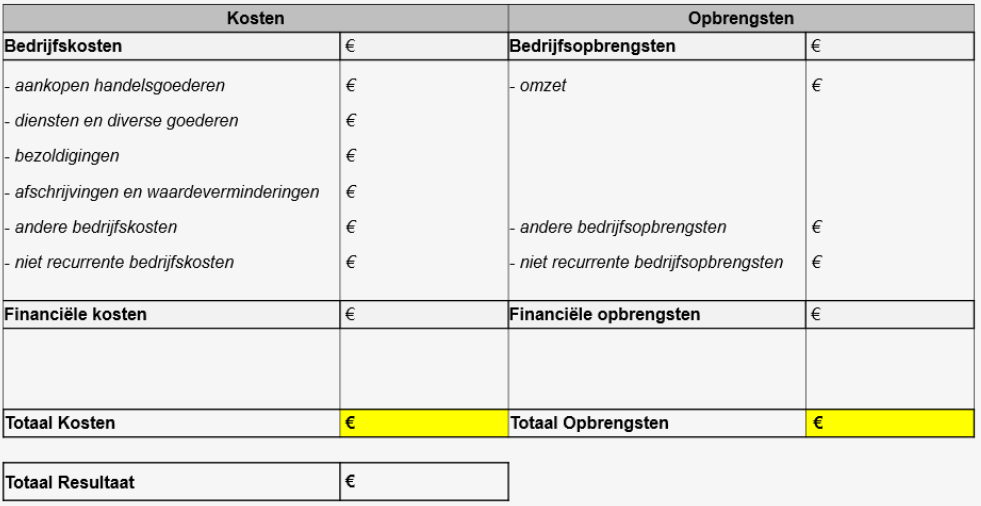 Kosten Opbrengsten
Bedrijfskosten € Bedrijfsopbrengsten €
- aankopen handelsgoederen € - omzet €
- diensten en diverse goederen €
- bezoldigingen €
- afschrijvingen en waardeverminderingen €
- andere bedrijfskosten € - andere bedrijfsopbrengsten €
- niet recurrente bedrijfskosten € - niet recurrente bedrijfsopbrengsten €
Financiële kosten € Financiële opbrengsten €
Totaal Kosten € Totaal Opbrengsten €
Totaal Resultaat €